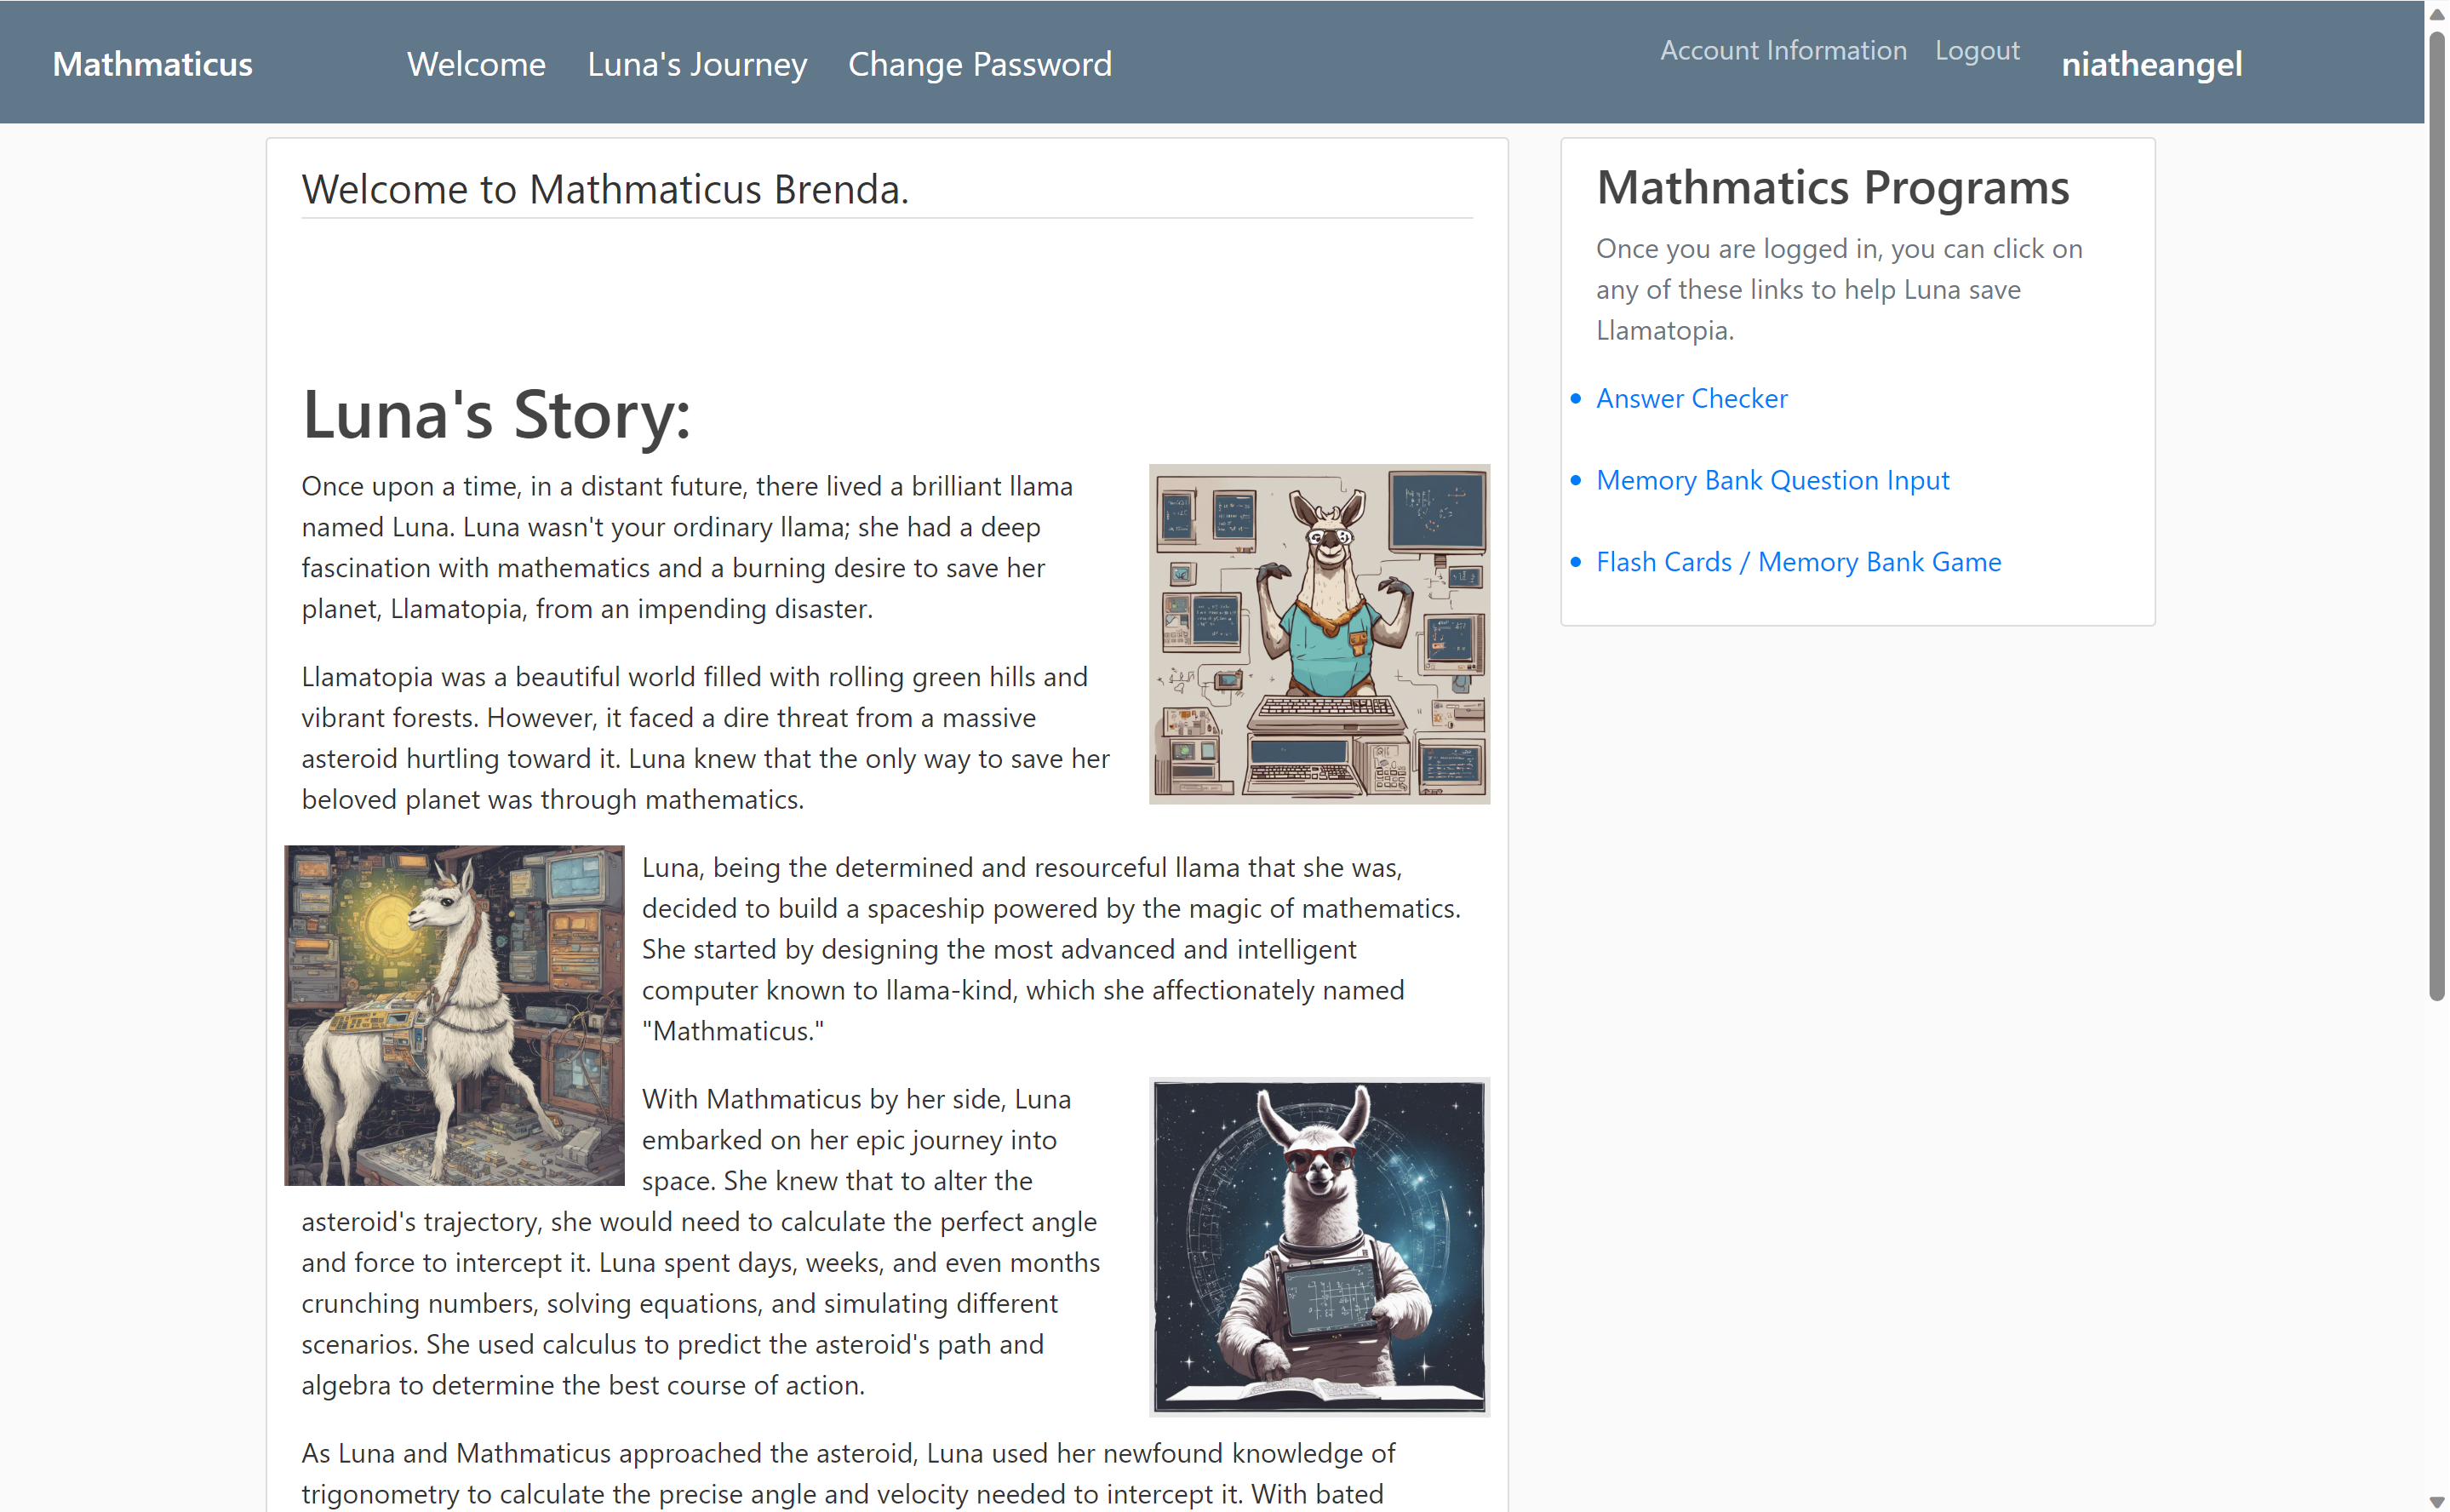 Mathmaticus
Welcome
Luna's Journey
Change Password
Account Information
Logout
niatheangel
Welcome to Mathmaticus Brenda.
Luna's Story:
Once upon a time, in a distant future, there lived a brilliant llama
named Luna. Luna wasn't your ordinary llama; she had a deep
fascination with mathematics and a burning desire to save her
planet, Llamatopia, from an impending disaster.
Llamatopia was a beautiful world filled with rolling green hills and
vibrant forests. However, it faced a dire threat from a massive
asteroid hurtling toward it. Luna knew that the only way to save her
beloved planet was through mathematics.
Luna, being the determined and resourceful llama that she was,
decided to build a spaceship powered by the magic of mathematics.
She started by designing the most advanced and intelligent
computer known to llama-kind, which she affectionately named
"Mathmaticus."
With Mathmaticus by her side, Luna
embarked on her epic journey into
space. She knew that to alter the
asteroid's trajectory, she would need to calculate the perfect angle
and force to intercept it. Luna spent days, weeks, and even months
crunching numbers, solving equations, and simulating different
scenarios. She used calculus to predict the asteroid's path and
algebra to determine the best course of action.
As Luna and Mathmaticus approached the asteroid, Luna used her newfound knowledge of
trigonometry to calculate the precise angle and velocity needed to intercept it. With bated
Mathmatics Programs
Once you are logged in, you can click on
any of these links to help Luna save
Llamatopia.
Answer Checker
Memory Bank Question Input
Flash Cards / Memory Bank Game